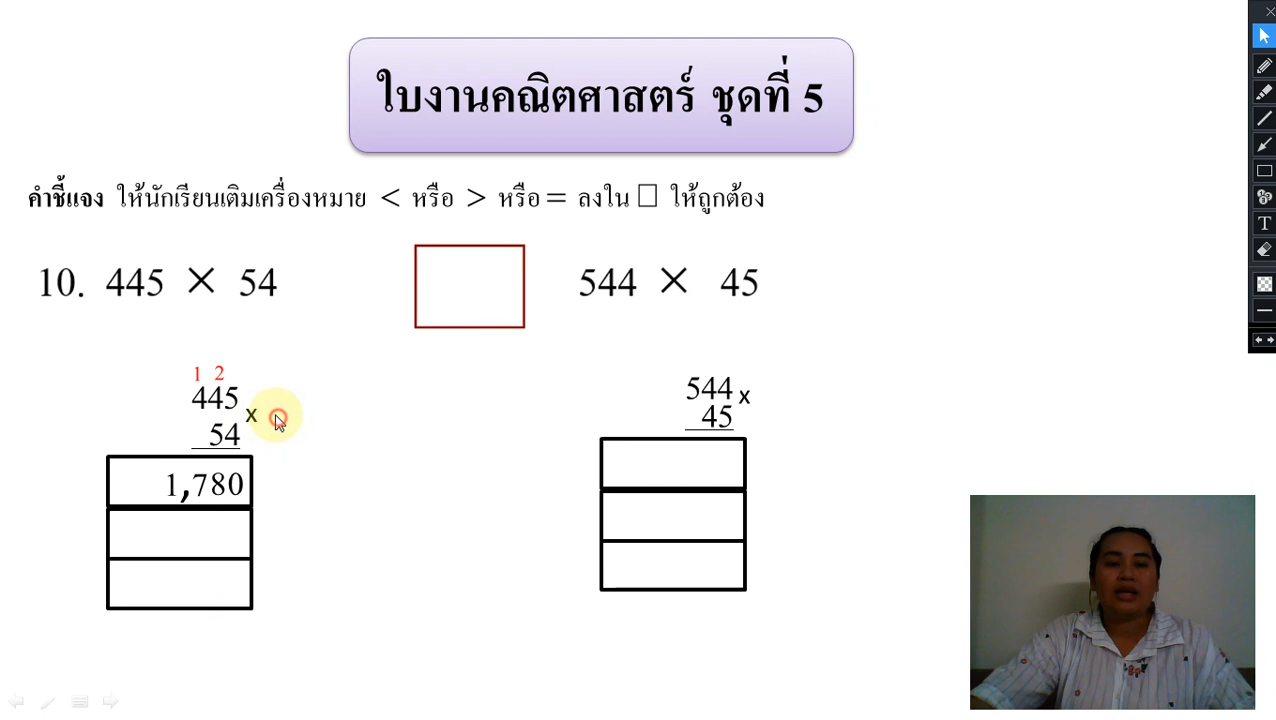 ใบงานคณิตศาสตร์ ชุดที่ 5
คำชี้แจง ให้นักเรียนเติมเครื่องหมาย < หรือ > หรือ = ลงใน □ ให้ถูกต้อง
10. 445 × 54 544 × 45
1 2
445
x
54
1,780
544
x
45